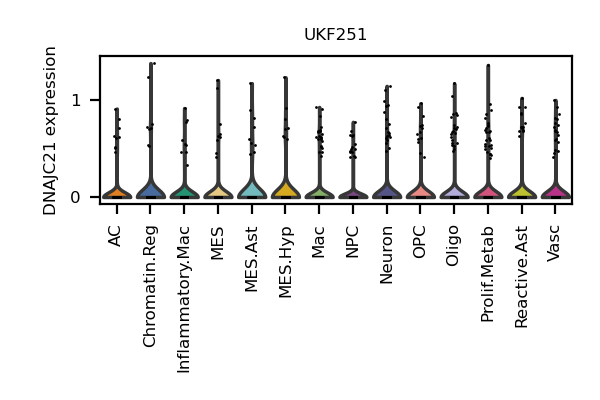 UKF251
DNAJC21 expression
1
0
AC
Chromatin.Reg
Inflammatory.Mac
MES
MES.Ast
MES.Hyp
Mac
NPC
Neuron
OPC
Oligo
Prolif.Metab
Reactive.Ast
Vasc